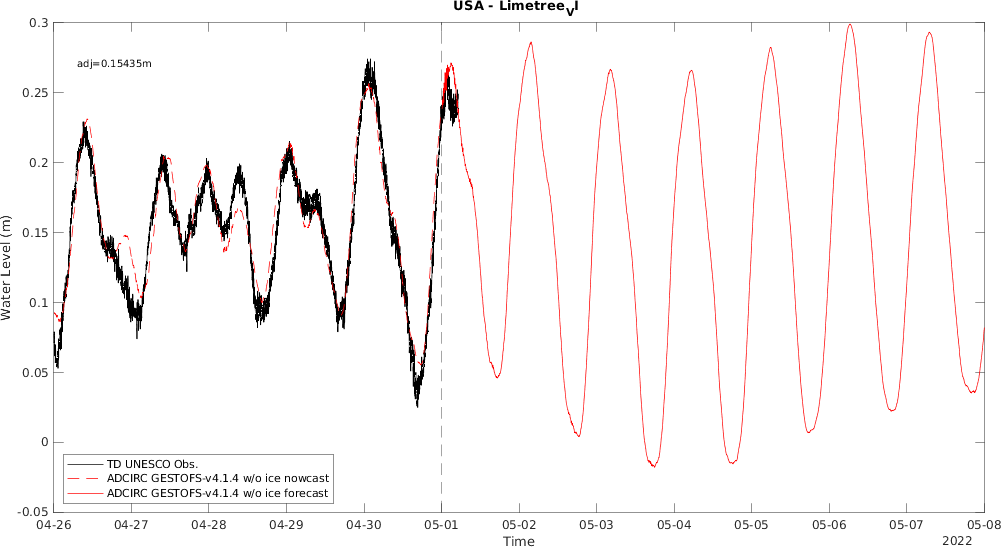 USA - Limetree_VI
adj=0.15435m
0.3
0.25
0.2
0.15
0.1
0.05
0
-0.05
Water Level (m)
TD UNESCO Obs.
ADCIRC GESTOFS-v4.1.4 w/o ice nowcast
ADCIRC GESTOFS-v4.1.4 w/o ice forecast
04-26 04-27 04-28 04-29 04-30 05-01 05-02 05-03 05-04 05-05 05-06 05-07 05-08
Time
2022